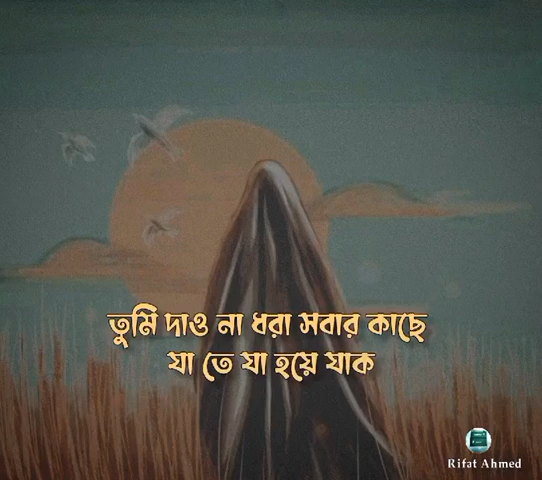 তুমি দাও না ধরা সবার কাছে
যা তে যা হয়ে যাক
Rifat Ahmed